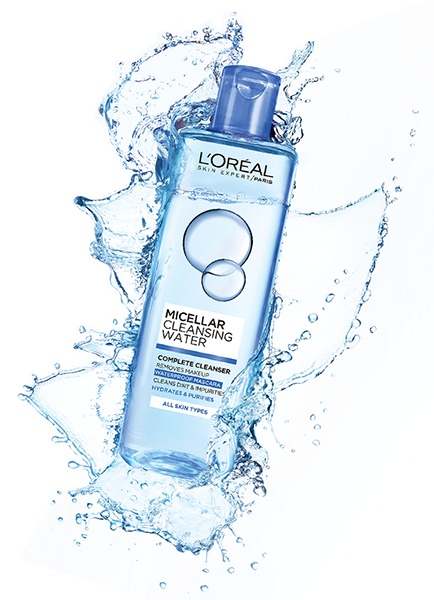 L'ORÉAL
SKIN EXPERT/PARIS
MICELLAR
CLEANSING
WATER
COMPLETE CLEANSER
REMOVES MAKEUP
WATERPROOF MASCARA
CLEANS DIRT & IMPURITIES
HYDRATES & PURIFIES
ALL SKIN TYPES